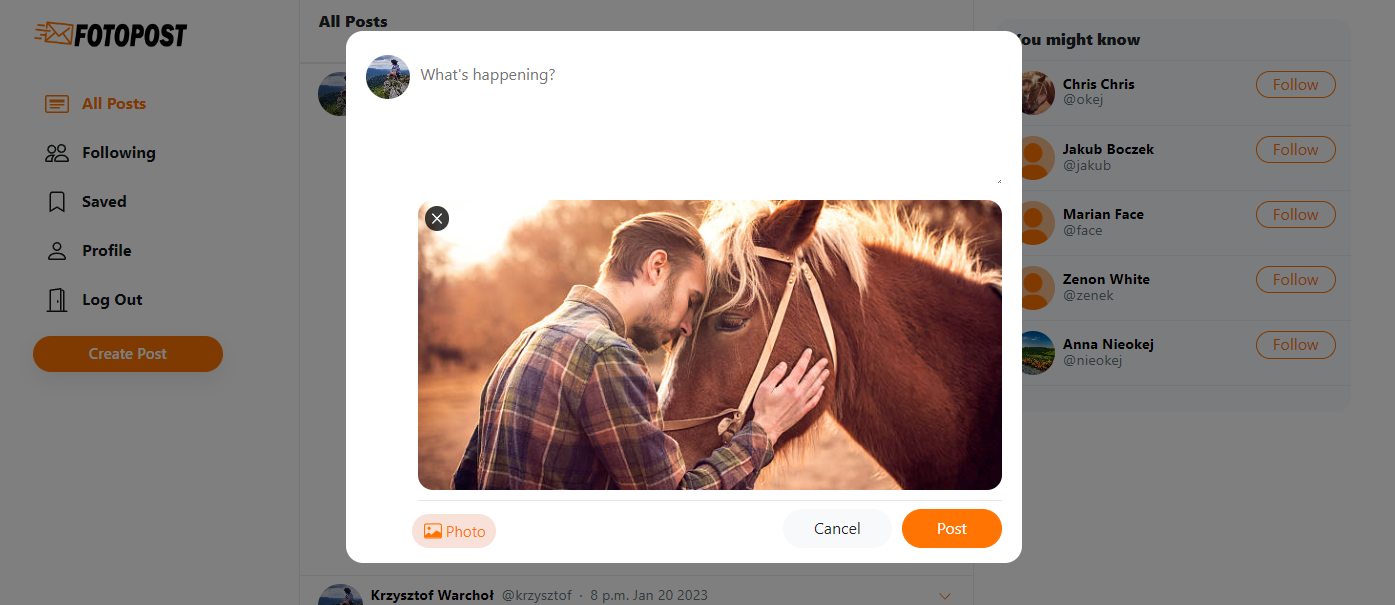 FOTOPOST
All Posts
Following
Saved
Profile
Log Out
Create Post
All Posts
What's happening?
Photo
Cancel
Post
Krzysztof Warchoł @krzysztof · 8 p.m. Jan 20 2023
You might know
Chris Chris
@okej
Follow
Jakub Boczek
@jakub
Follow
Marian Face
@face
Follow
Zenon White
@zenek
Follow
Anna Nieokej
@nieokej
Follow